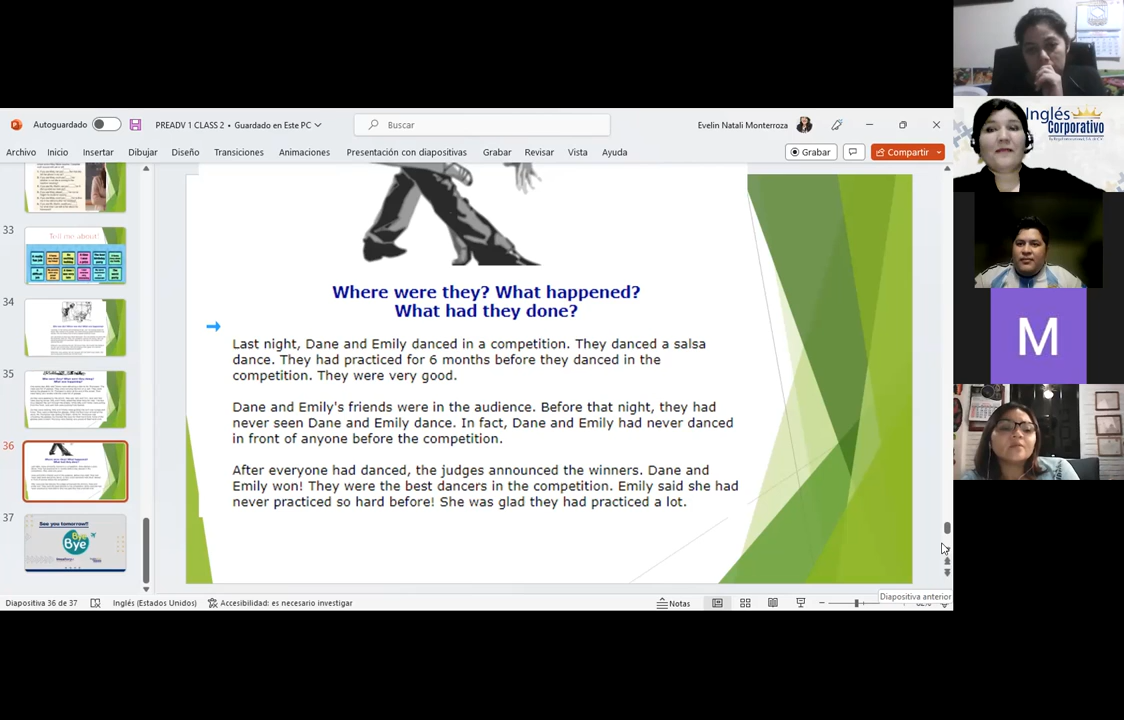 Autoguardado
PREADV 1 CLASS 2 • Guardado en Este PC
Buscar
Evelin Natali Monterroza
Archivo Inicio Insertar Dibujar Diseño Transiciones Animaciones Presentación con diapositivas Grabar Revisar Vista Ayuda
Grabar
Compartir
33
Tell me about!
34
35
36
37
See you tomorrow!!
Bye
Bye
Where were they? What happened?
What had they done?
Last night, Dane and Emily danced in a competition. They danced a salsa
dance. They had practiced for 6 months before they danced in the
competition. They were very good.
Dane and Emily's friends were in the audience. Before that night, they had
never seen Dane and Emily dance. In fact, Dane and Emily had never danced
in front of anyone before the competition.
After everyone had danced, the judges announced the winners. Dane and
Emily won! They were the best dancers in the competition. Emily said she had
never practiced so hard before! She was glad they had practiced a lot.
Diapositiva 36 de 37
Inglés (Estados Unidos)
Accesibilidad: es necesario investigar
Notas
Diapositiva anterior
Inglés
Corporativo
M